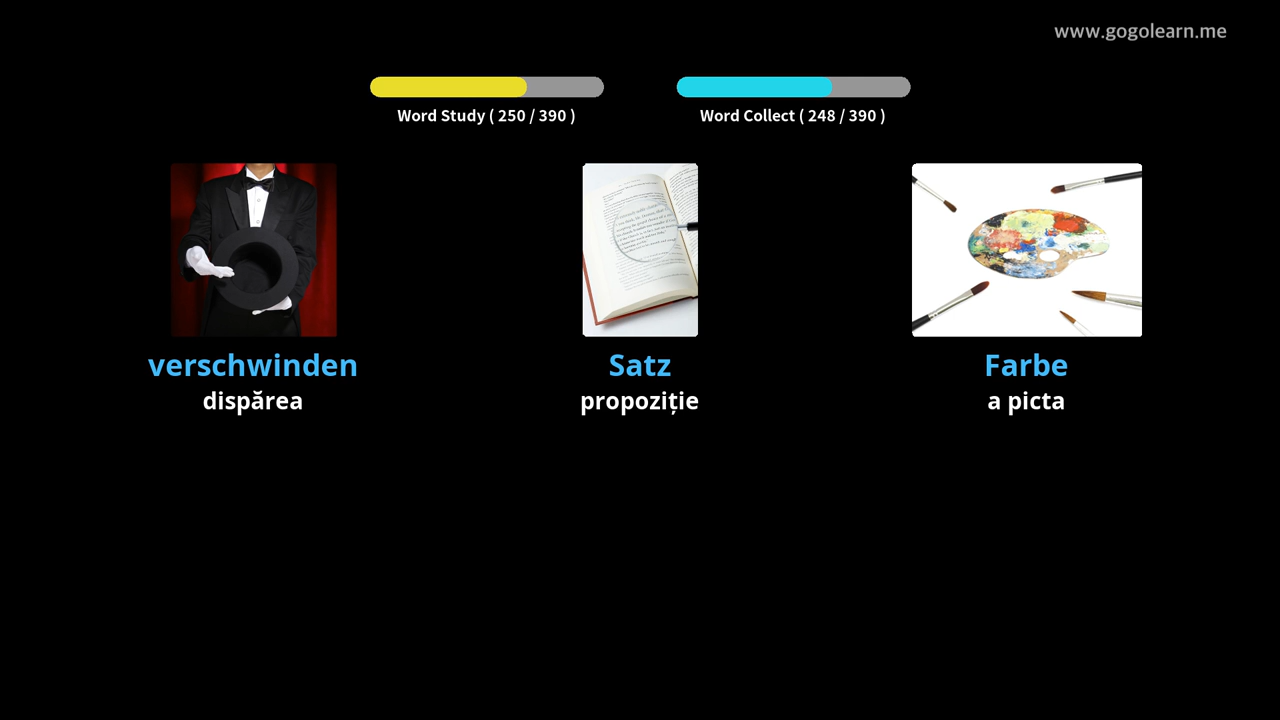 www.gogolearn.me
Word Study ( 250 / 390 )
Word Collect ( 248 / 390 )
verschwinden
dispărea
Satz
propoziție
Farbe
a picta